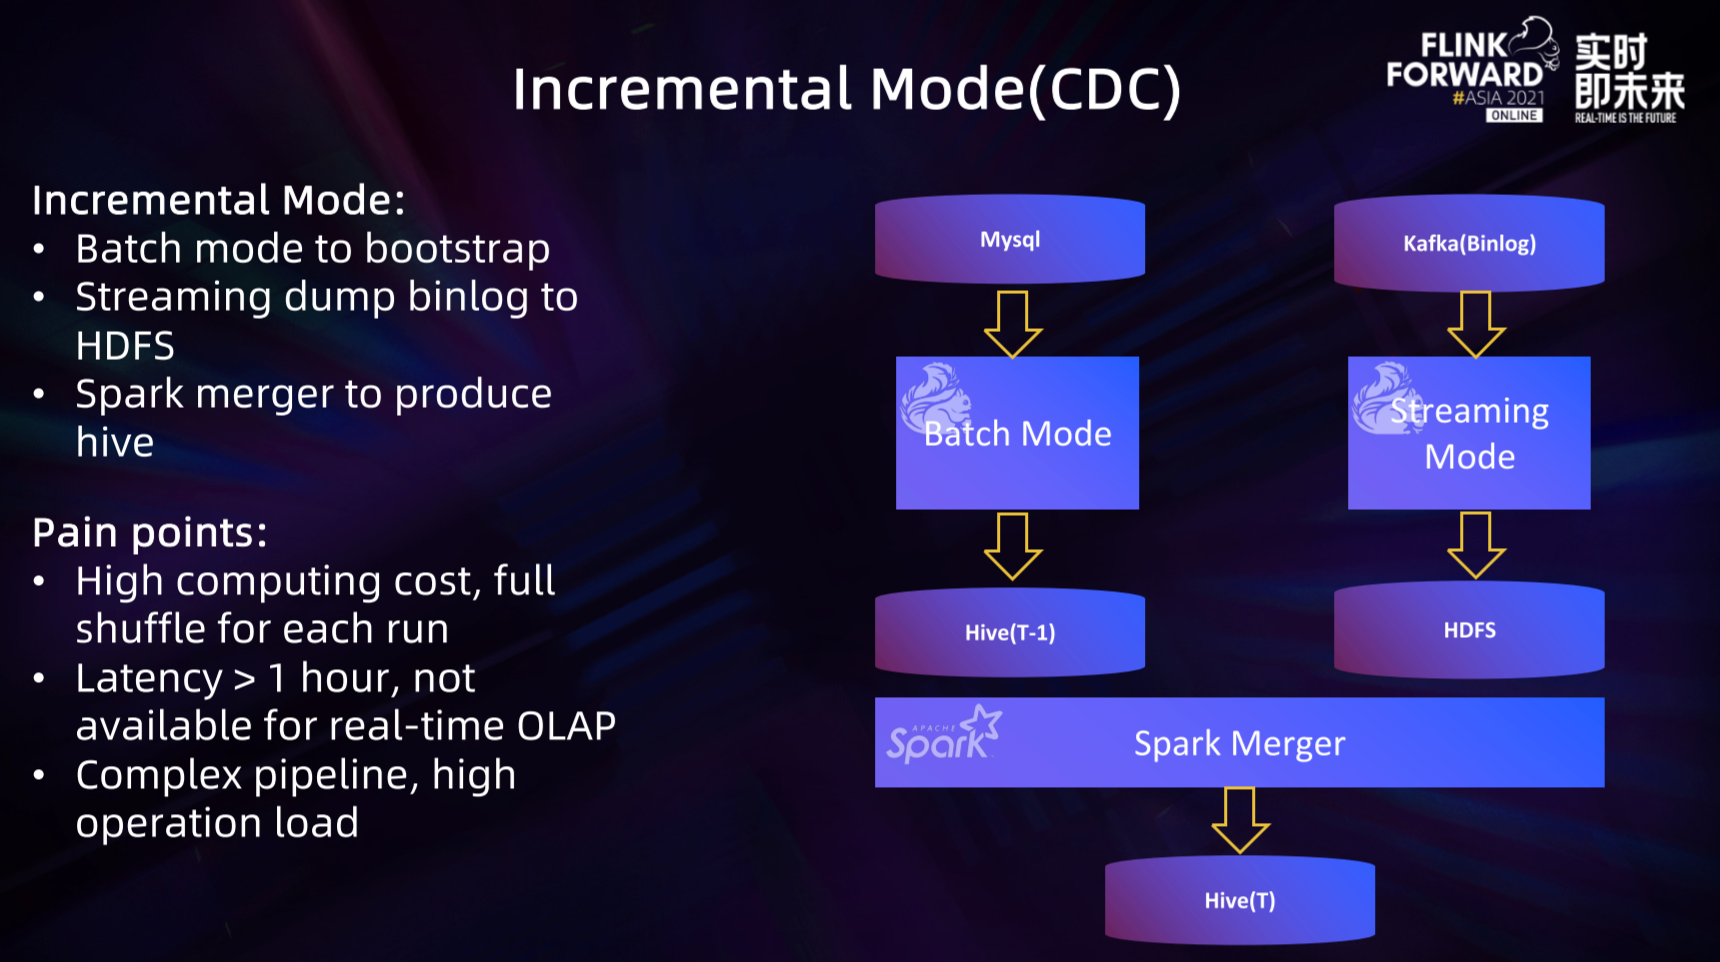 Incremental Mode(CDC)
FLINK
FORWARD
#ASIA 2021
ONLINE
实时
即未来
REAL-TIME IS THE FUTURE
Incremental Mode:
• Batch mode to bootstrap
• Streaming dump binlog to
HDFS
• Spark merger to produce
hive
Pain points:
• High computing cost, full
shuffle for each run
• Latency > 1 hour, not
available for real-time OLAP
• Complex pipeline, high
operation load
Mysql
Kafka(Binlog)
Batch Mode
Streaming
Mode
Hive(T-1)
HDFS
APACHE
Spark
Spark Merger
Hive(T)